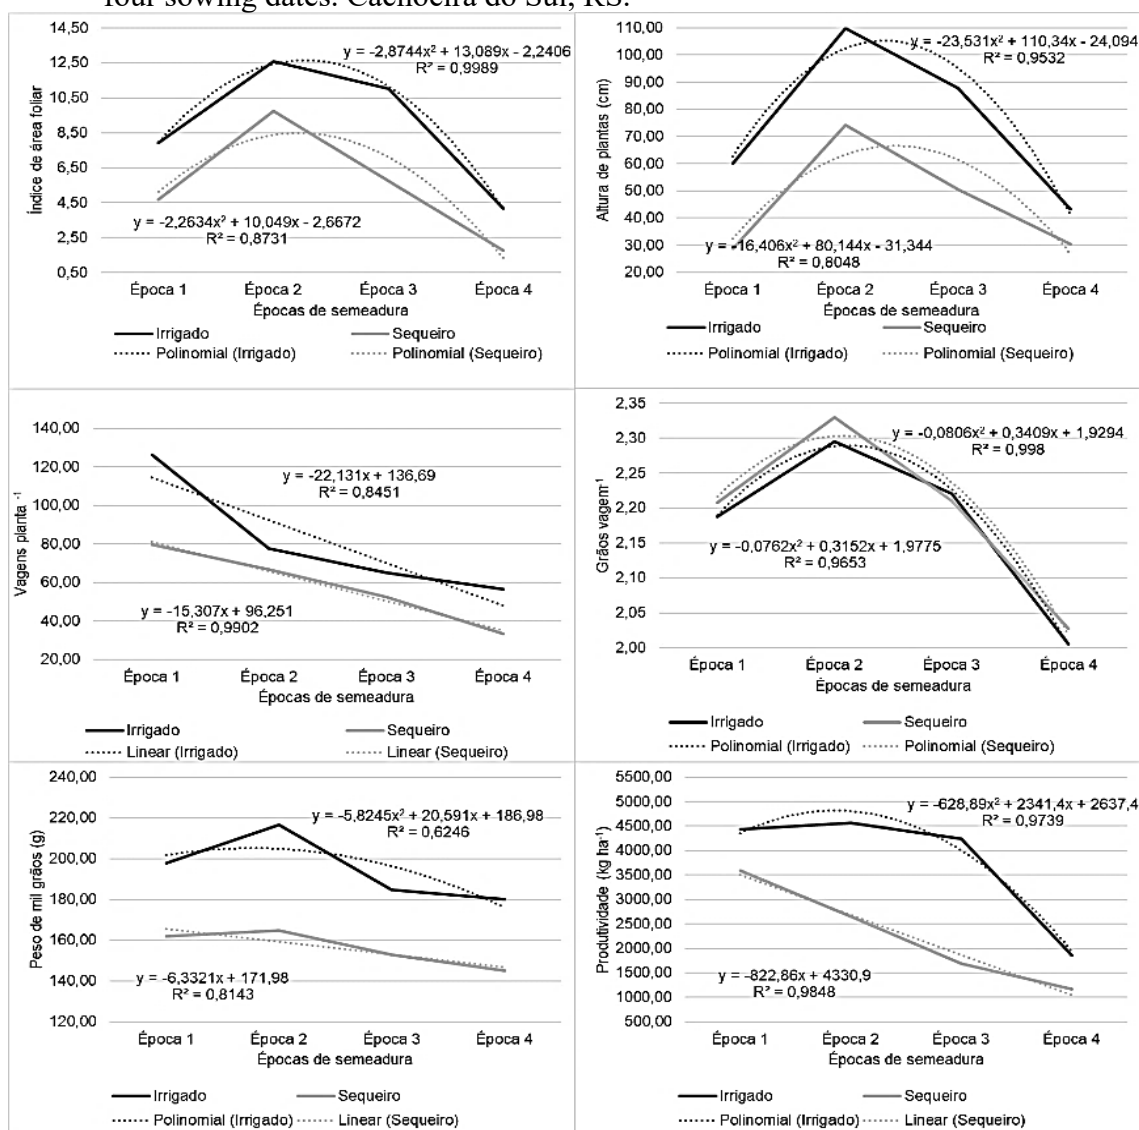 four sowing dates. Cachoeira do Sul, RS.
14,50
12,50
10,50
8,50
6,50
4,50
2,50
0,50
Índice de área foliar
y = -2,8744x² + 13,089x - 2,2406
R² = 0,9989
y = -2,2634x² + 10,049x - 2,6672
R² = 0,8731
Época 1 Época 2 Época 3 Época 4
Épocas de semeadura
Irrigado Sequeiro
Polinomial (Irrigado) Polinomial (Sequeiro)
110,00
100,00
90,00
80,00
70,00
60,00
50,00
40,00
30,00
20,00
Altura de plantas (cm)
y = -23,531x² + 110,34x - 24,094
R² = 0,9532
y = -16,406x² + 80,144x - 31,344
R² = 0,8048
Época 1 Época 2 Época 3 Época 4
Épocas de semeadura
Irrigado Sequeiro
Polinomial (Irrigado) Polinomial (Sequeiro)
140,00
120,00
100,00
80,00
60,00
40,00
20,00
Vagens planta ⁻¹
y = -22,131x + 136,69
R² = 0,8451
y = -15,307x + 96,251
R² = 0,9902
Época 1 Época 2 Época 3 Época 4
Épocas de semeadura
Irrigado Sequeiro
Linear (Irrigado) Linear (Sequeiro)
2,35
2,30
2,25
2,20
2,15
2,10
2,05
2,00
Grãos vagem¹
y = -0,0806x² + 0,3409x + 1,9294
R² = 0,998
y = -0,0762x² + 0,3152x + 1,9775
R² = 0,9653
Época 1 Época 2 Época 3 Época 4
Épocas de semeadura
Irrigado Sequeiro
Polinomial (Irrigado) Polinomial (Sequeiro)
240,00
220,00
200,00
180,00
160,00
140,00
120,00
Peso de mil grãos (g)
y = -5,8245x² + 20,591x + 186,98
R² = 0,6246
y = -6,3321x + 171,98
R² = 0,8143
Época 1 Época 2 Época 3 Época 4
Épocas de semeadura
Irrigado Sequeiro
Polinomial (Irrigado) Linear (Sequeiro)
5500,00
5000,00
4500,00
4000,00
3500,00
3000,00
2500,00
2000,00
1500,00
1000,00
500,00
Produtividade (kg ha⁻¹)
y = -628,89x² + 2341,4x + 2637,4
R² = 0,9739
y = -822,86x + 4330,9
R² = 0,9848
Época 1 Época 2 Época 3 Época 4
Épocas de semeadura
Irrigado Sequeiro
Polinomial (Irrigado) Linear (Sequeiro)